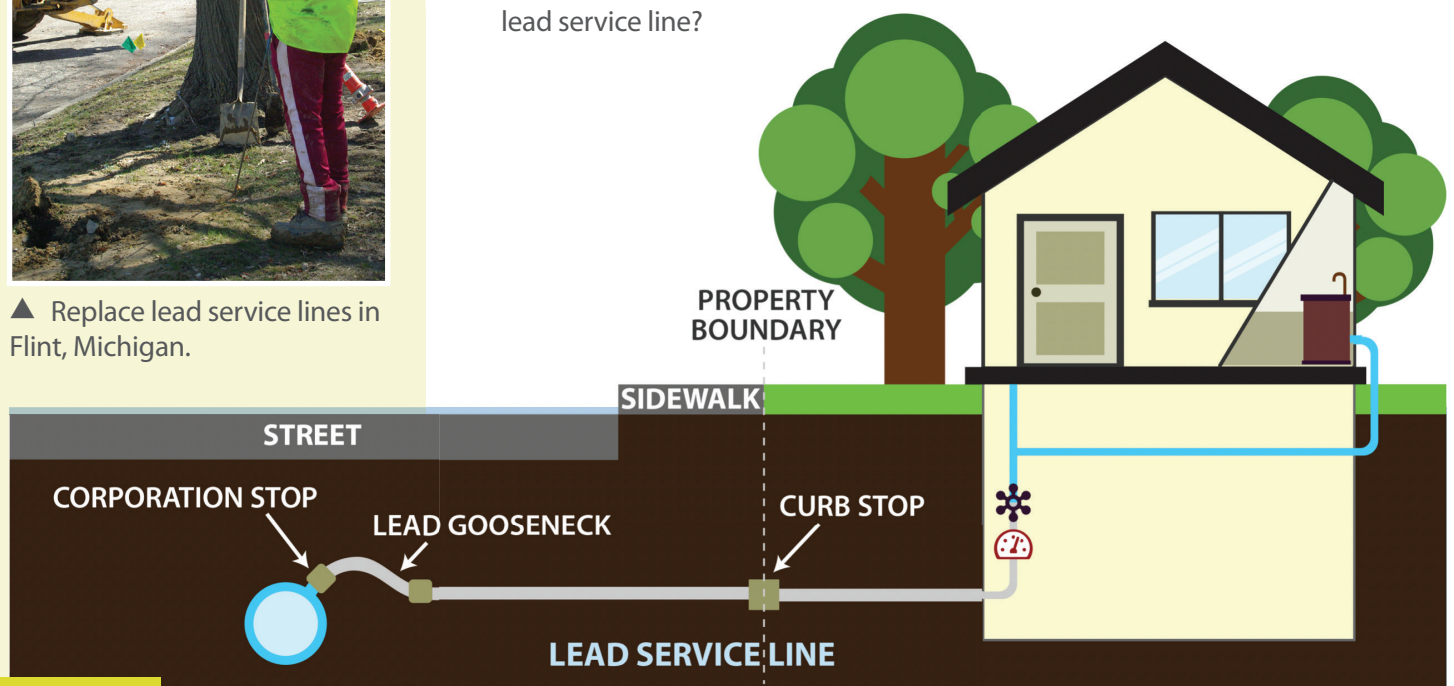 lead service line?
▲ Replace lead service lines in
Flint, Michigan.
PROPERTY
BOUNDARY
SIDEWALK
STREET
CORPORATION STOP
LEAD GOOSENECK
CURB STOP
LEAD SERVICE LINE